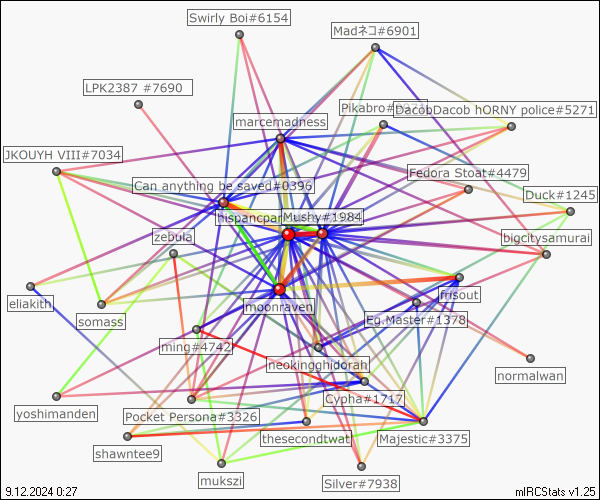 Swirly Boi#6154
Madネコ#6901
LPK2387 #7690
Pikabro#
DacobDacob hORNY police#5271
marcemadness
JKOUYH VIII#7034
Fedora Stoat#4479
Can anything be saved#0396
Duck#1245
hispancpan
Mushy#1984
zebula
bigcitysamurai
eliakith
somass
moonraven
frisout
Eg.Master#1378
ming#4742
neokingghidorah
normalwan
yoshimanden
Pocket Persona#3326
Cypha#1717
shawntee9
thesecondtwat
Majestic#3375
mukszi
Silver#7938
9.12.2024 0:27
mIRCStats v1.25